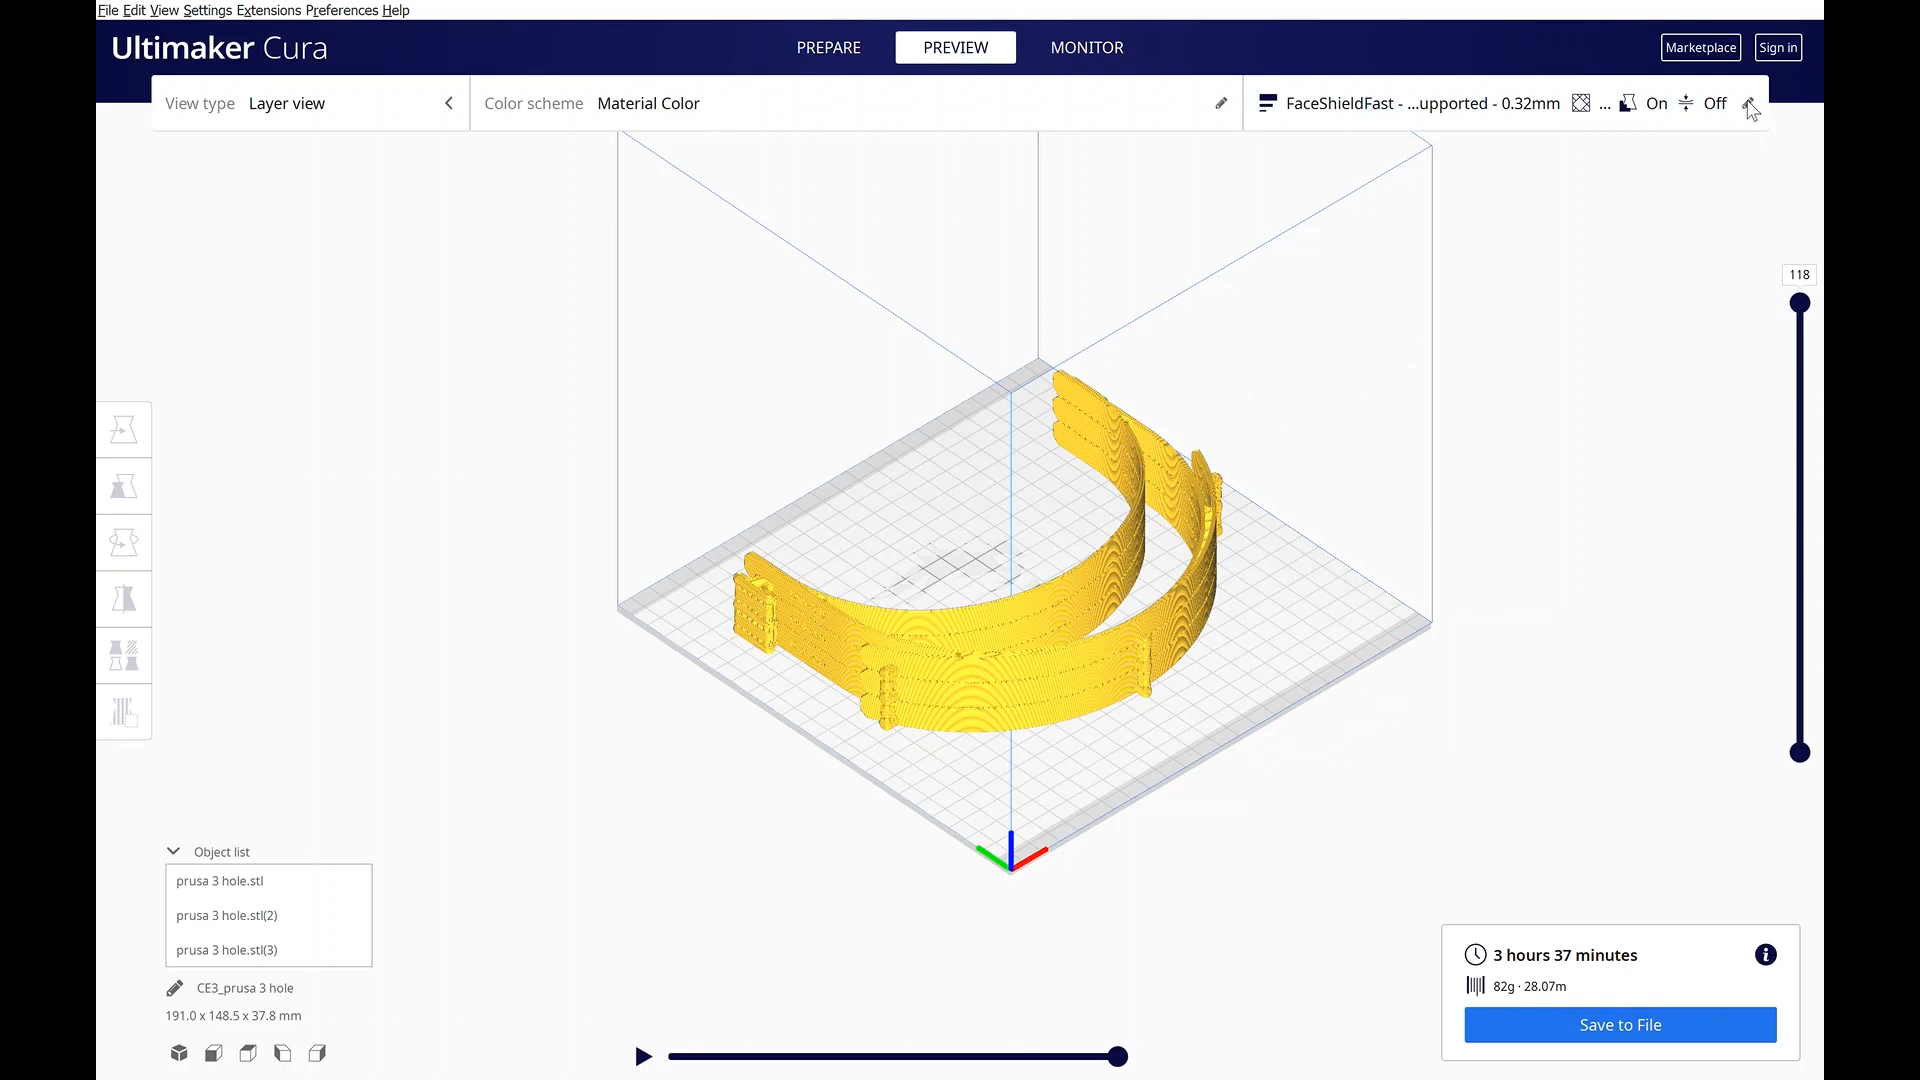 File Edit View Settings Extensions Preferences Help
Ultimaker Cura
PREPARE
PREVIEW
MONITOR
Marketplace
Sign in
View type Layer view
Color scheme Material Color
FaceShieldFast - ...upported - 0.32mm ... On Off
118
Object list
prusa 3 hole.stl
prusa 3 hole.stl(2)
prusa 3 hole.stl(3)
CE3_prusa 3 hole
191.0 x 148.5 x 37.8 mm
3 hours 37 minutes
82g · 28.07m
Save to File